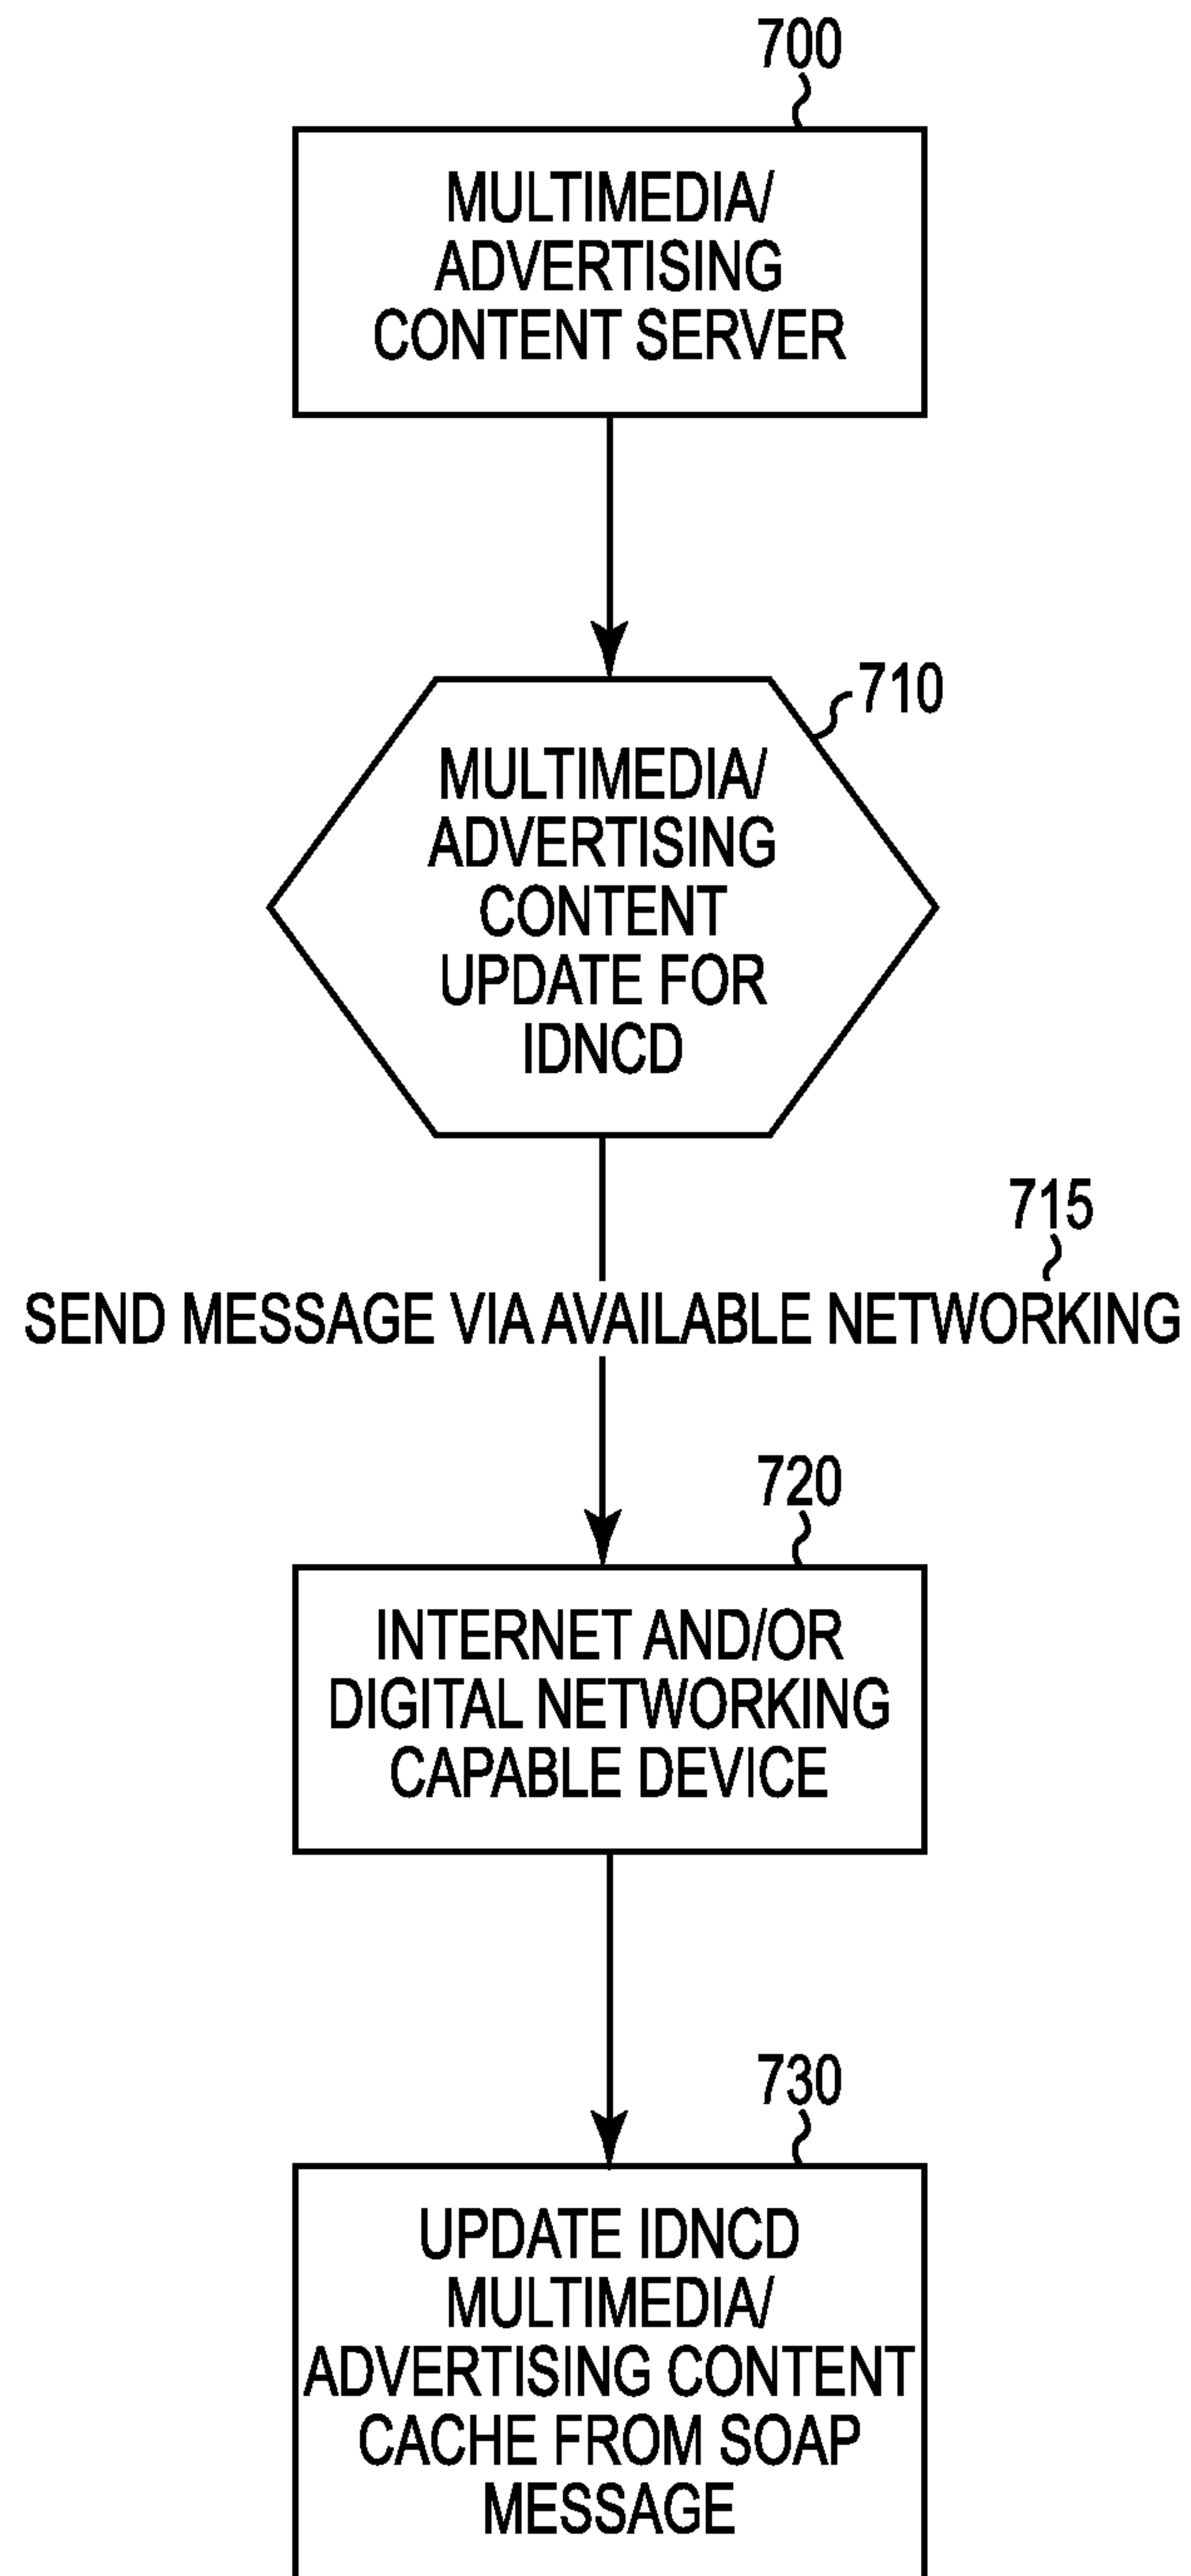 700
MULTIMEDIA/
ADVERTISING
CONTENT SERVER
710
MULTIMEDIA/
ADVERTISING
CONTENT
UPDATE FOR
IDNCD
715
SEND MESSAGE VIA AVAILABLE NETWORKING
720
INTERNET AND/OR
DIGITAL NETWORKING
CAPABLE DEVICE
730
UPDATE IDNCD
MULTIMEDIA/
ADVERTISING CONTENT
CACHE FROM SOAP
MESSAGE